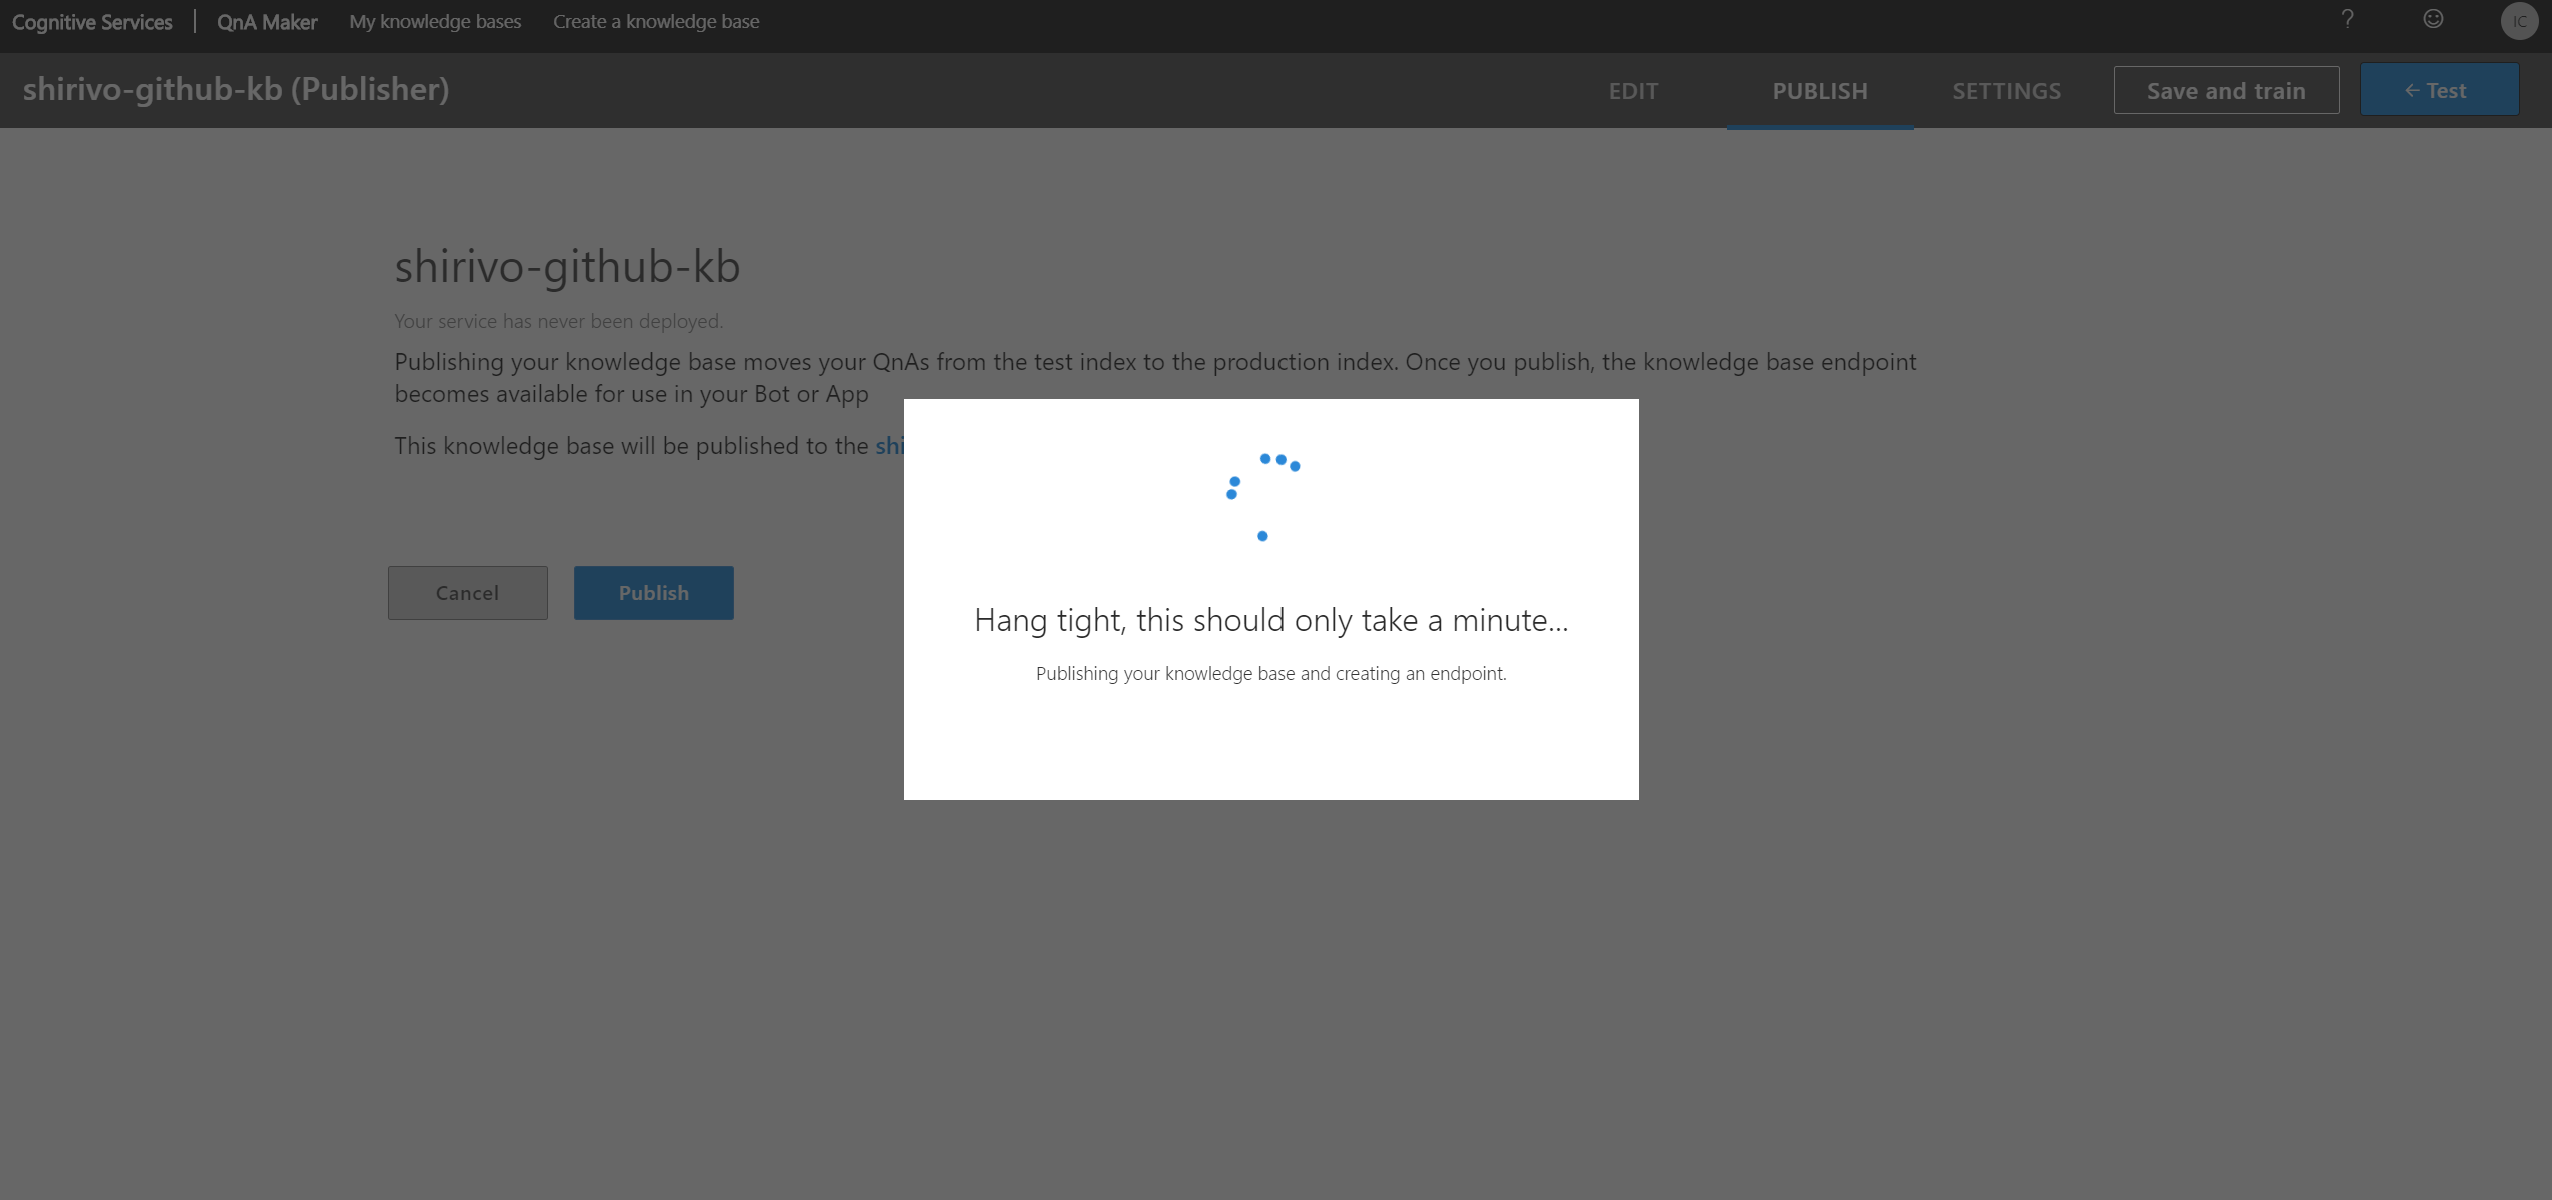 Cognitive Services | QnA Maker My knowledge bases Create a knowledge base ? IC
shirivo-github-kb (Publisher) EDIT PUBLISH SETTINGS Save and train ← Test
shirivo-github-kb
Your service has never been deployed.
Publishing your knowledge base moves your QnAs from the test index to the production index. Once you publish, the knowledge base endpoint
becomes available for use in your Bot or App
This knowledge base will be published to the shi
Cancel Publish
Hang tight, this should only take a minute...
Publishing your knowledge base and creating an endpoint.